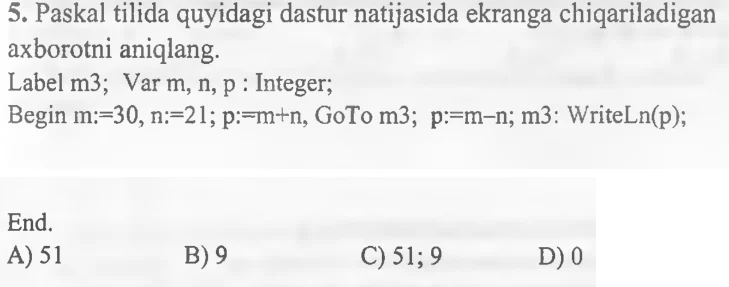 5. Paskal tilida quyidagi dastur natijasida ekranga chiqariladigan
axborotni aniqlang.
Label m3; Var m, n, p : Integer;
Begin m:=30, n:=21; p:=m+n, GoTo m3; p:=m–n; m3: WriteLn(p);
End.
A) 51 B) 9 C) 51; 9 D) 0